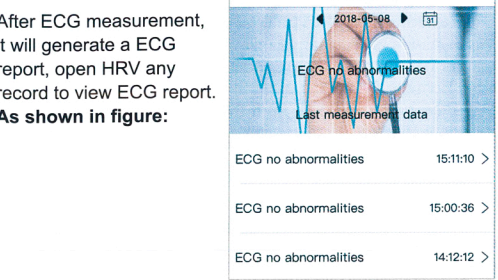 After ECG measurement,
it will generate a ECG
report, open HRV any
record to view ECG report.
As shown in figure:
2018-05-08
31
ECG no abnormalities
Last measurement data
ECG no abnormalities 15:11:10
ECG no abnormalities 15:00:36
ECG no abnormalities 14:12:12